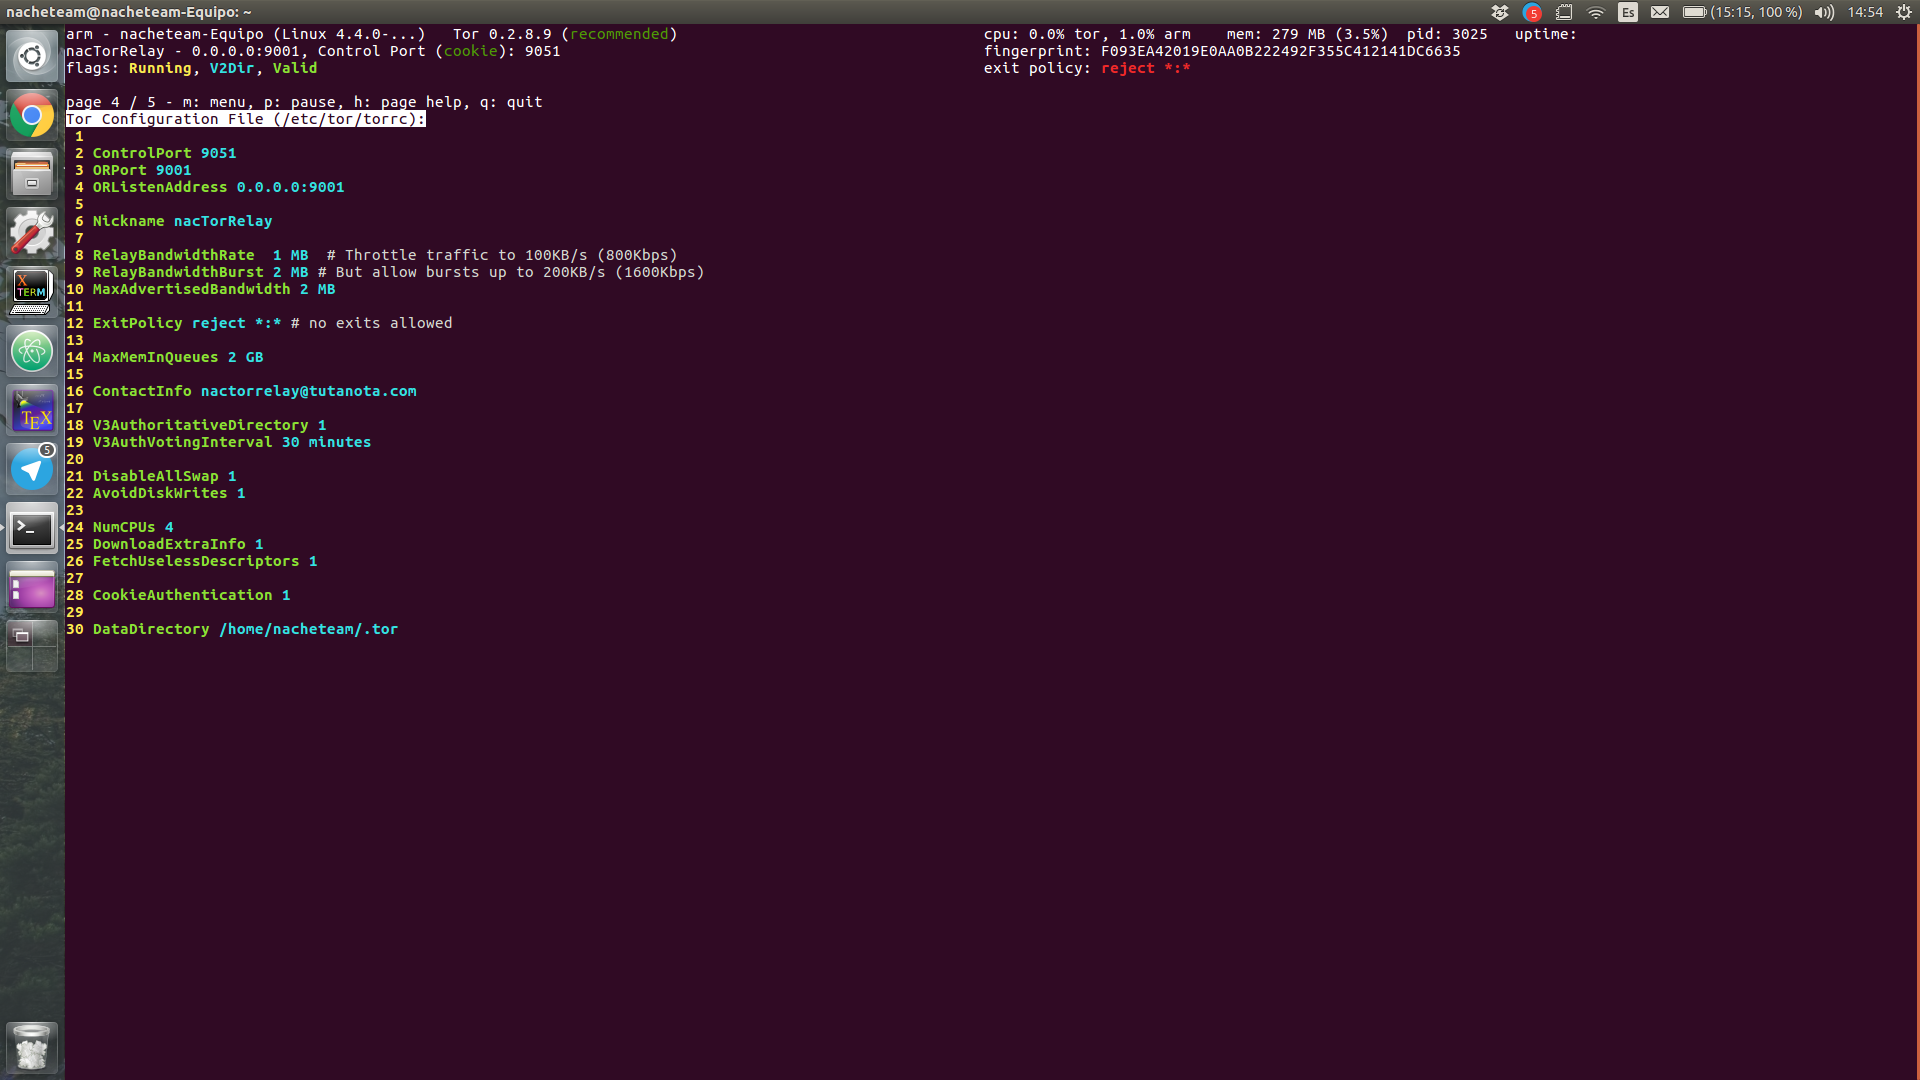 nacheteam@nacheteam-Equipo: ~
5
Es
(15:15, 100 %)
14:54
arm - nacheteam-Equipo (Linux 4.4.0-...)   Tor 0.2.8.9 (recommended)
cpu: 0.0% tor, 1.0% arm    mem: 279 MB (3.5%)  pid: 3025   uptime:
nacTorRelay - 0.0.0.0:9001, Control Port (cookie): 9051
fingerprint: F093EA42019E0AA0B222492F355C412141DC6635
flags: Running, V2Dir, Valid
exit policy: reject *:*
page 4 / 5 - m: menu, p: pause, h: page help, q: quit
Tor Configuration File (/etc/tor/torrc):
1
2 ControlPort 9051
3 ORPort 9001
4 ORListenAddress 0.0.0.0:9001
5
6 Nickname nacTorRelay
7
8 RelayBandwidthRate  1 MB  # Throttle traffic to 100KB/s (800Kbps)
9 RelayBandwidthBurst 2 MB # But allow bursts up to 200KB/s (1600Kbps)
10 MaxAdvertisedBandwidth 2 MB
11
12 ExitPolicy reject *:* # no exits allowed
13
14 MaxMemInQueues 2 GB
15
16 ContactInfo nactorrelay@tutanota.com
17
18 V3AuthoritativeDirectory 1
19 V3AuthVotingInterval 30 minutes
20
21 DisableAllSwap 1
22 AvoidDiskWrites 1
23
24 NumCPUs 4
25 DownloadExtraInfo 1
26 FetchUselessDescriptors 1
27
28 CookieAuthentication 1
29
30 DataDirectory /home/nacheteam/.tor
X
TERM
TEX
5
>_